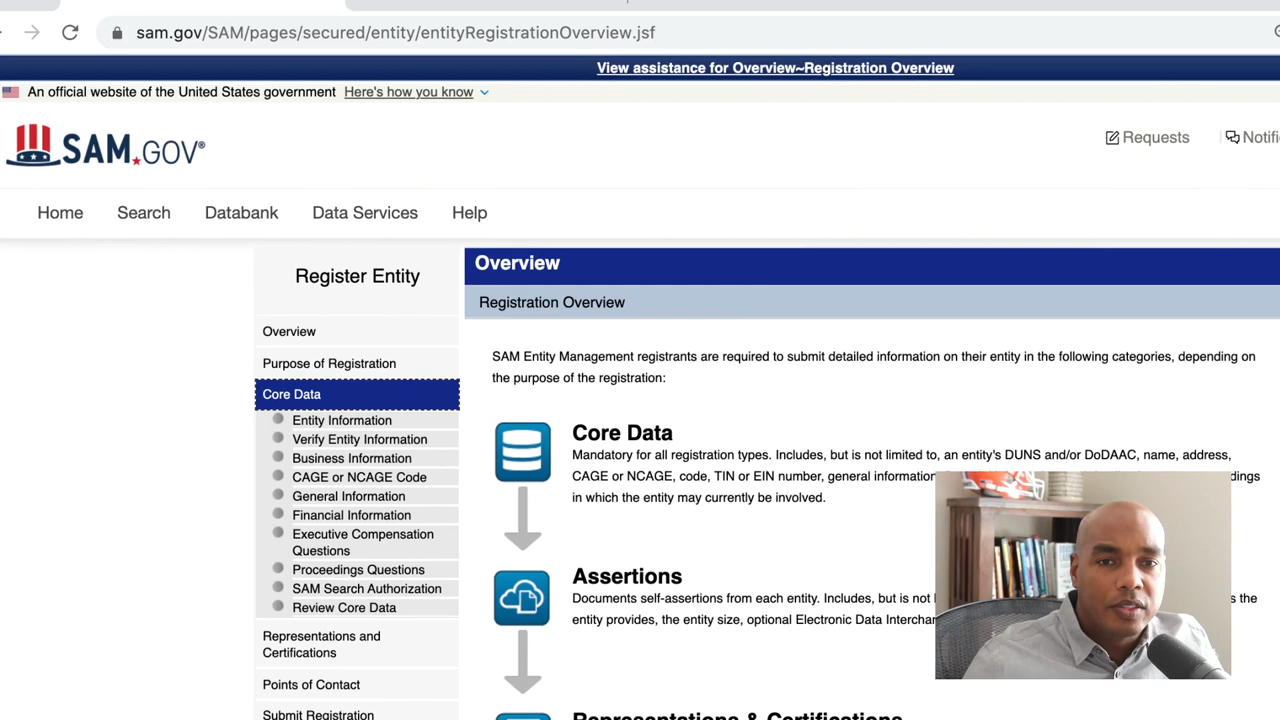 sam.gov/SAM/pages/secured/entity/entityRegistrationOverview.jsf
View assistance for Overview~Registration Overview
An official website of the United States government Here's how you know
SAM.GOV®
Requests
Notifi
Home Search Databank Data Services Help
Register Entity
Overview
Purpose of Registration
Core Data
Entity Information
Verify Entity Information
Business Information
CAGE or NCAGE Code
General Information
Financial Information
Executive Compensation
Questions
Proceedings Questions
SAM Search Authorization
Review Core Data
Representations and
Certifications
Points of Contact
Submit Registration
Overview
Registration Overview
SAM Entity Management registrants are required to submit detailed information on their entity in the following categories, depending on
the purpose of the registration:
Core Data
Mandatory for all registration types. Includes, but is not limited to, an entity's DUNS and/or DoDAAC, name, address,
CAGE or NCAGE, code, TIN or EIN number, general information dings
in which the entity may currently be involved.
Assertions
Documents self-assertions from each entity. Includes, but is not s the
entity provides, the entity size, optional Electronic Data Interchan
Representations & Certifications